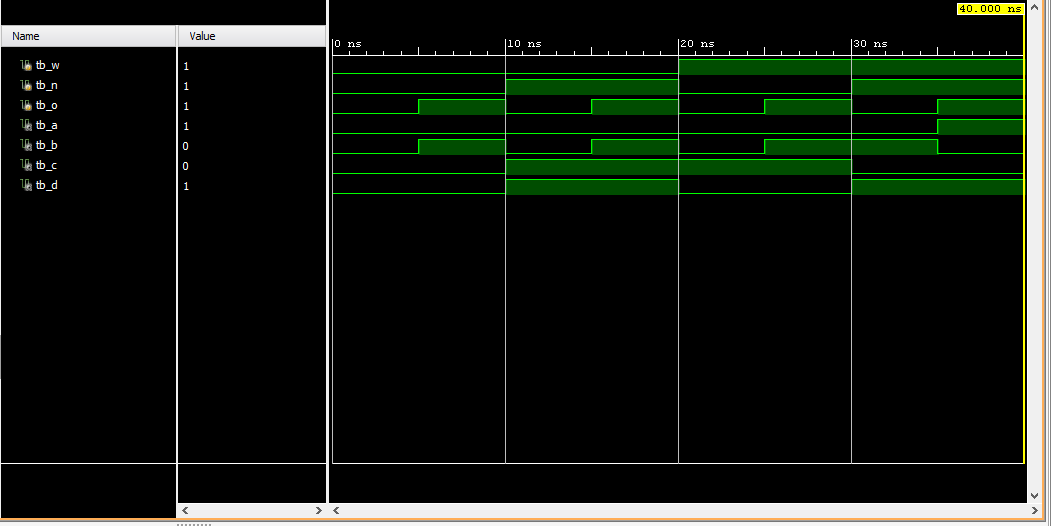 40.000 ns
Name Value
0 ns 10 ns 20 ns 30 ns
tb_w 1
tb_n 1
tb_o 1
tb_a 1
tb_b 0
tb_c 0
tb_d 1